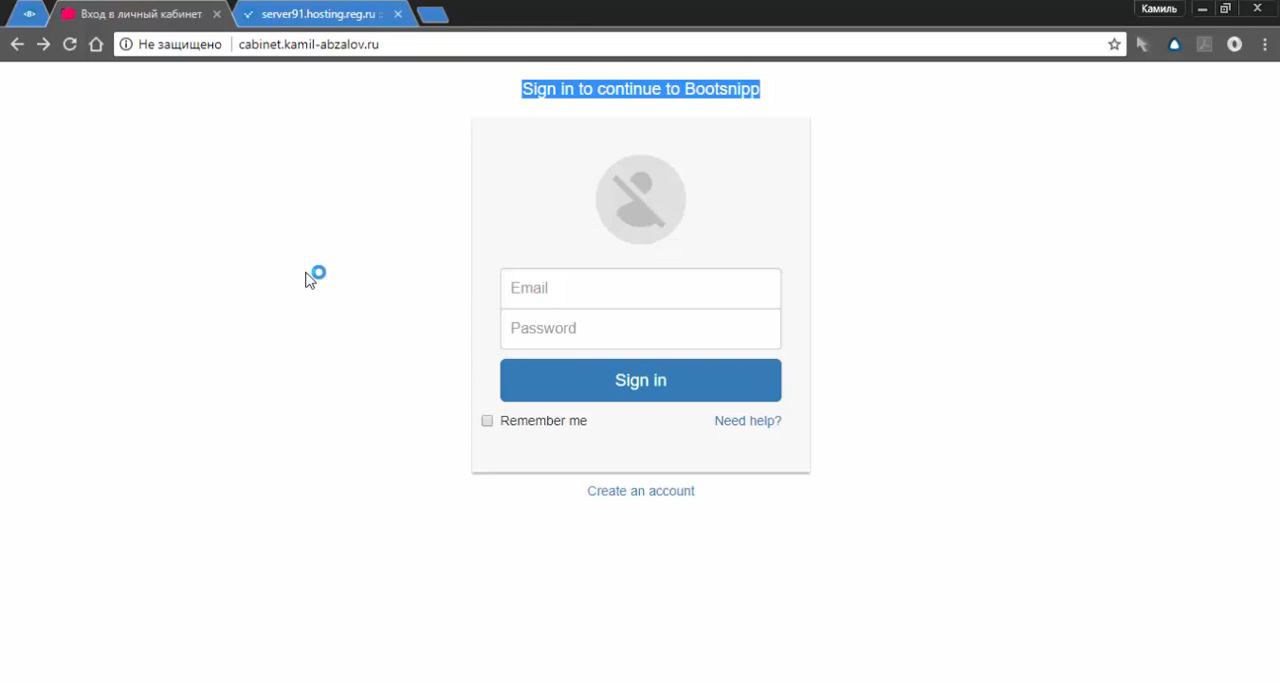 Вход в личный кабинет
server91.hosting.reg.ru ::
Камиль
Не защищено
cabinet.kamil-abzalov.ru
Sign in to continue to Bootsnipp
Email
Password
Sign in
Remember me
Need help?
Create an account